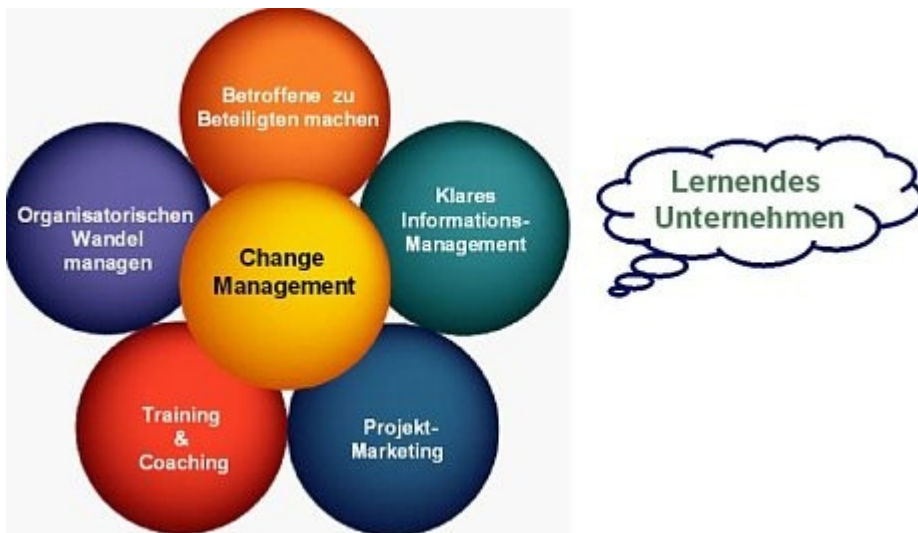 Betroffene zu
Beteiligten machen
Organisatorischen
Wandel
managen
Klares
Informations-
Management
Change
Management
Training
&
Coaching
Projekt-
Marketing
Lernendes
Unternehmen